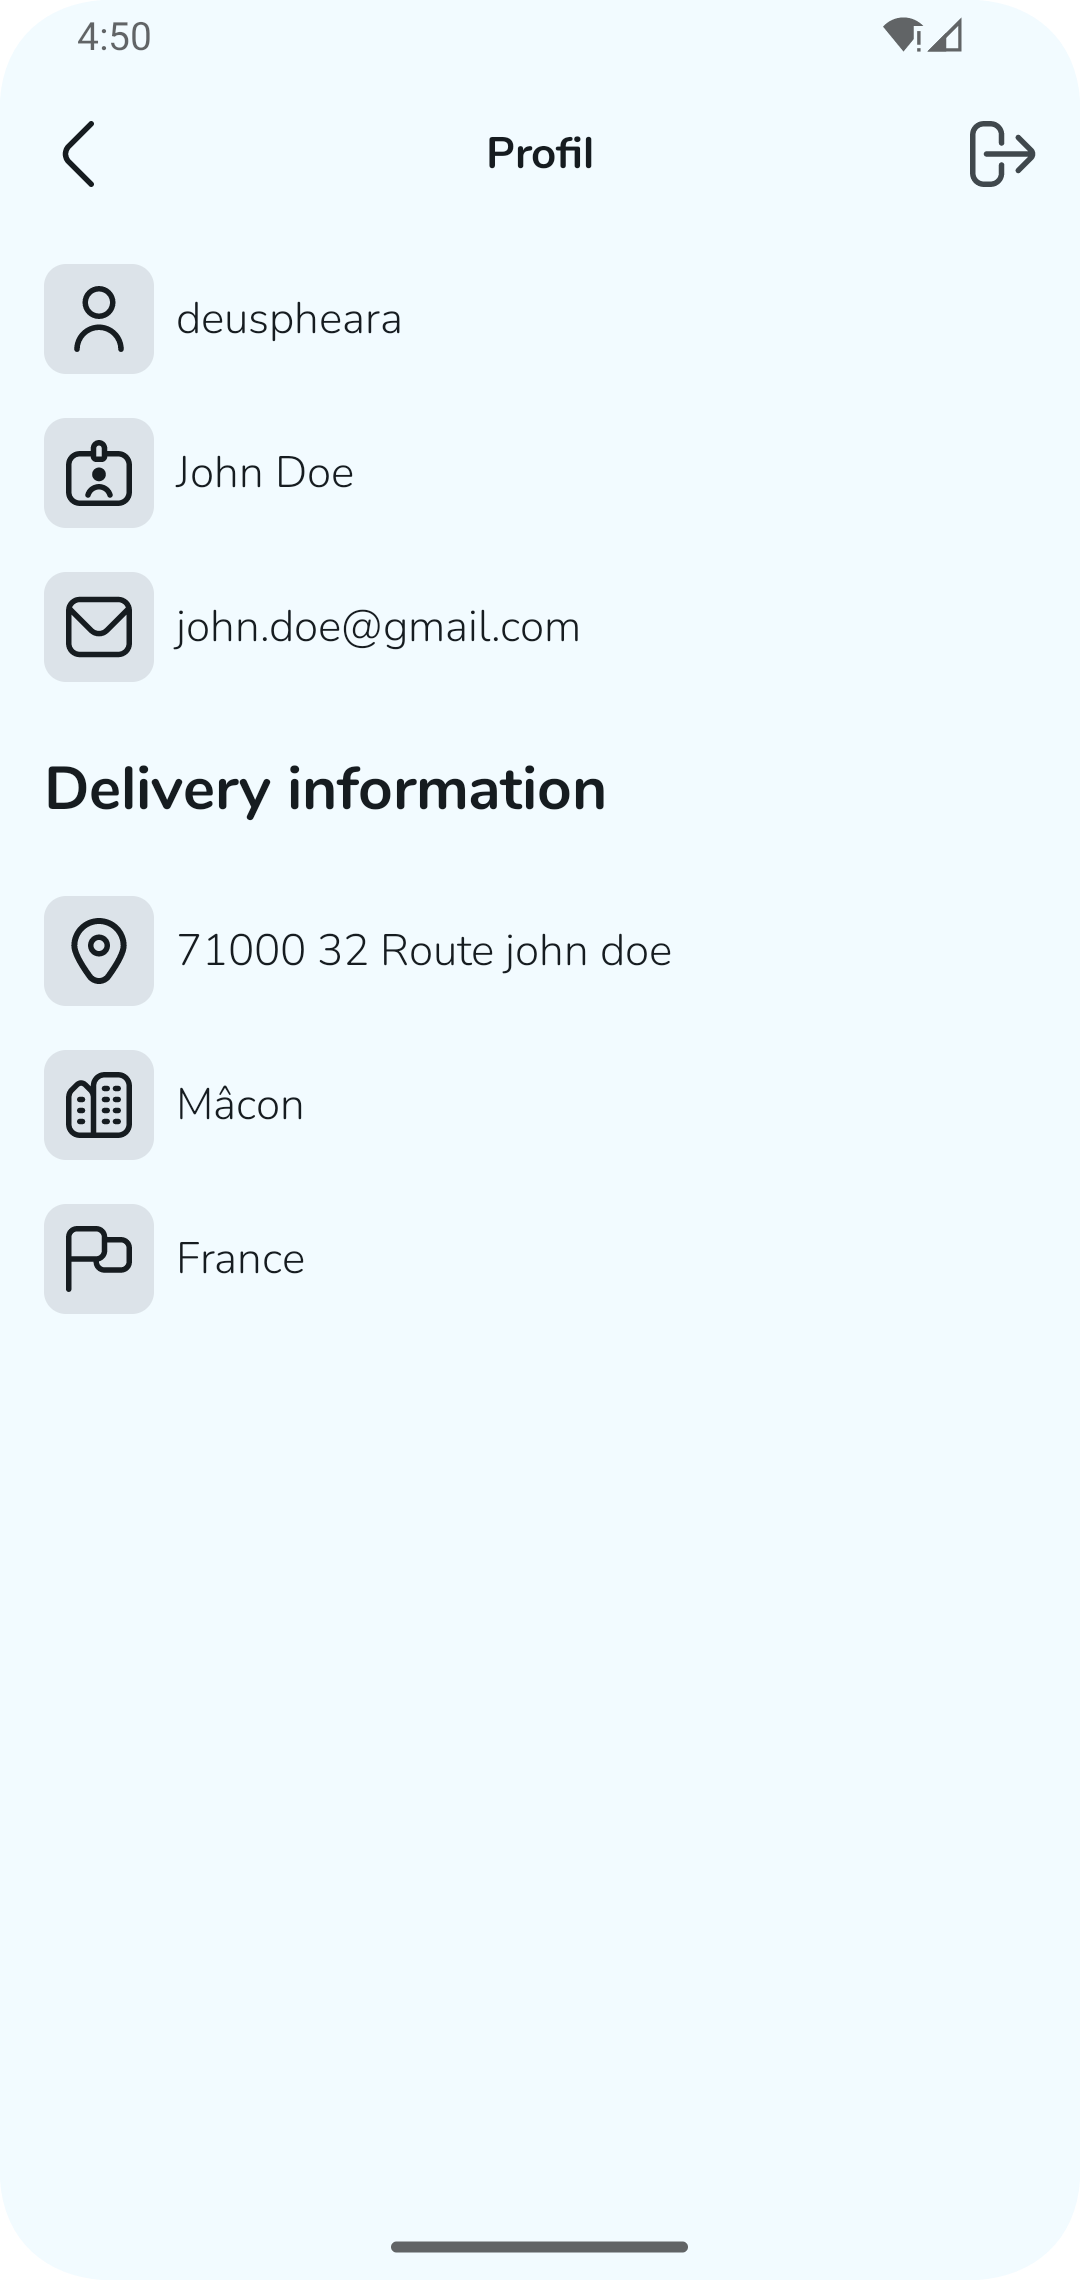 4:50
Profil
deuspheara
John Doe
john.doe@gmail.com
Delivery information
71000 32 Route john doe
Mâcon
France